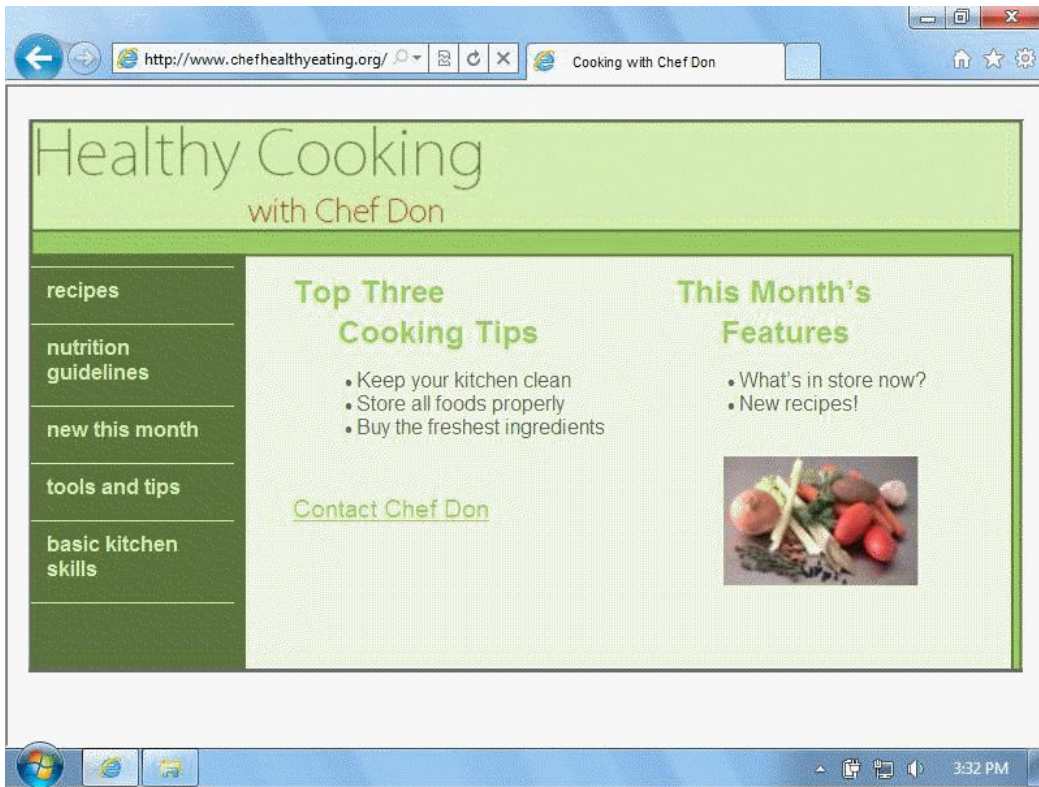 http://www.chefhealthyeating.org/
Cooking with Chef Don
Healthy Cooking
with Chef Don
recipes
nutrition
guidelines
new this month
tools and tips
basic kitchen
skills
Top Three
Cooking Tips
• Keep your kitchen clean
• Store all foods properly
• Buy the freshest ingredients
Contact Chef Don
This Month's
Features
• What's in store now?
• New recipes!
3:32 PM